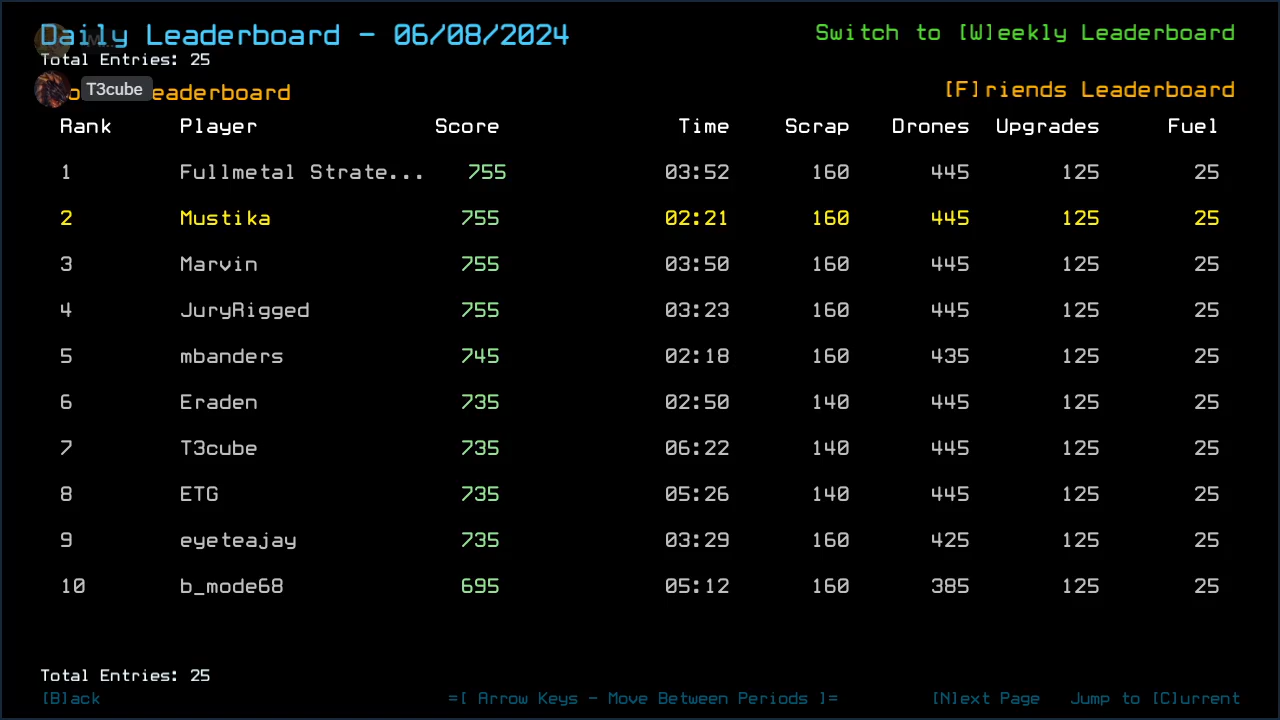 Daily Leaderboard - 06/08/2024
Switch to [W]eekly Leaderboard
Total Entries: 25
T3cube
eaderboard
[F]riends Leaderboard
Rank Player Score Time Scrap Drones Upgrades Fuel
1 Fullmetal Strate... 755 03:52 160 445 125 25
2 Mustika 755 02:21 160 445 125 25
3 Marvin 755 03:50 160 445 125 25
4 JuryRigged 755 03:23 160 445 125 25
5 mbanders 745 02:18 160 435 125 25
6 Eraden 735 02:50 140 445 125 25
7 T3cube 735 06:22 140 445 125 25
8 ETG 735 05:26 140 445 125 25
9 eyeteajay 735 03:29 160 425 125 25
10 b_mode68 695 05:12 160 385 125 25
Total Entries: 25
[B]ack =[ Arrow Keys - Move Between Periods ]= [N]ext Page Jump to [C]urrent